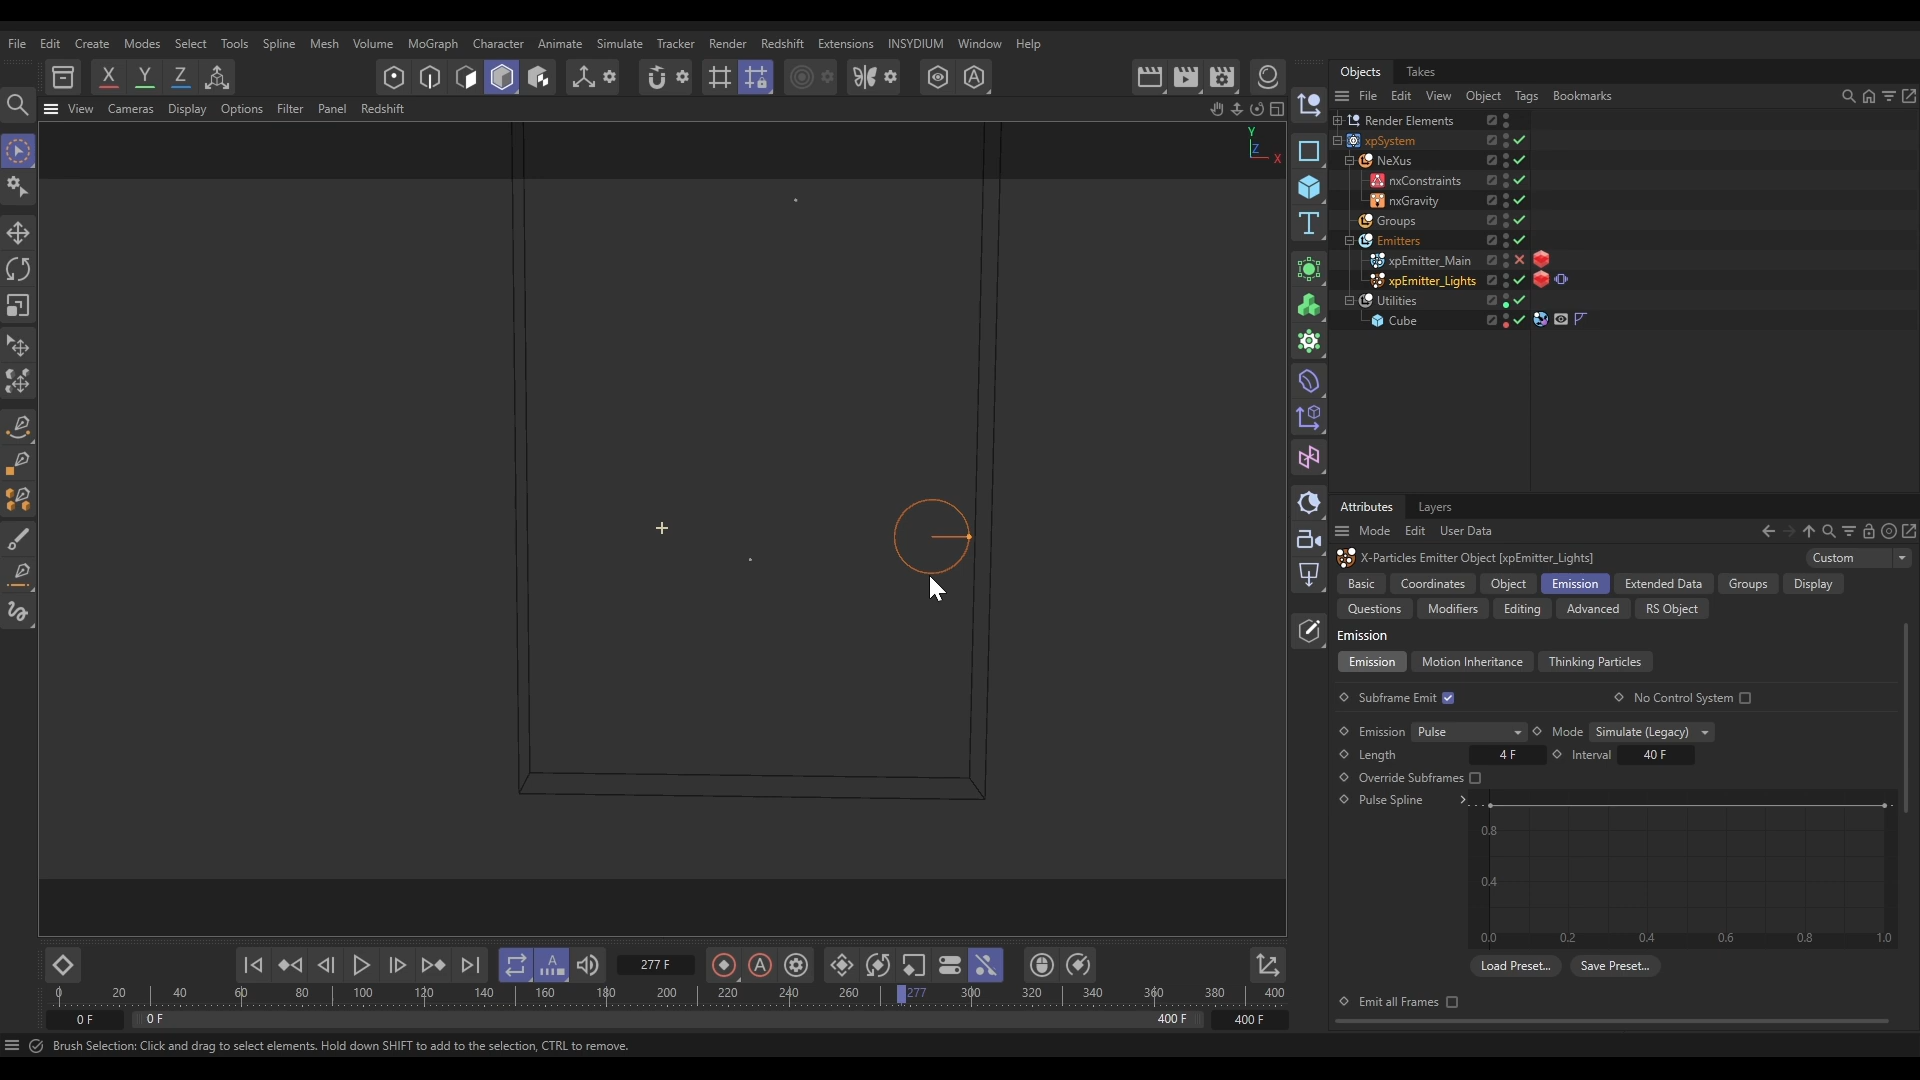 File Edit Create Modes Select Tools Spline Mesh Volume MoGraph Character Animate Simulate Tracker Render Redshift Extensions INSYDIUM Window Help
X Y Z
View Cameras Display Options Filter Panel Redshift
Y
Z X
Objects Takes
File Edit View Object Tags Bookmarks
Render Elements
xpSystem
NeXus
nxConstraints
nxGravity
Groups
Emitters
xpEmitter_Main
xpEmitter_Lights
Utilities
Cube
Attributes Layers
Mode Edit User Data
X-Particles Emitter Object [xpEmitter_Lights] Custom
Basic Coordinates Object Emission Extended Data Groups Display
Questions Modifiers Editing Advanced RS Object
Emission
Emission Motion Inheritance Thinking Particles
Subframe Emit No Control System
Emission Pulse Mode Simulate (Legacy)
Length 4 F Interval 40 F
Override Subframes
Pulse Spline
0.8
0.4
0.0 0.2 0.4 0.6 0.8 1.0
Load Preset... Save Preset...
Emit all Frames
277 F
0 20 40 60 80 100 120 140 160 180 200 220 240 260 277 300 320 340 360 380 400
0 F 0 F 400 F 400 F
Brush Selection: Click and drag to select elements. Hold down SHIFT to add to the selection, CTRL to remove.